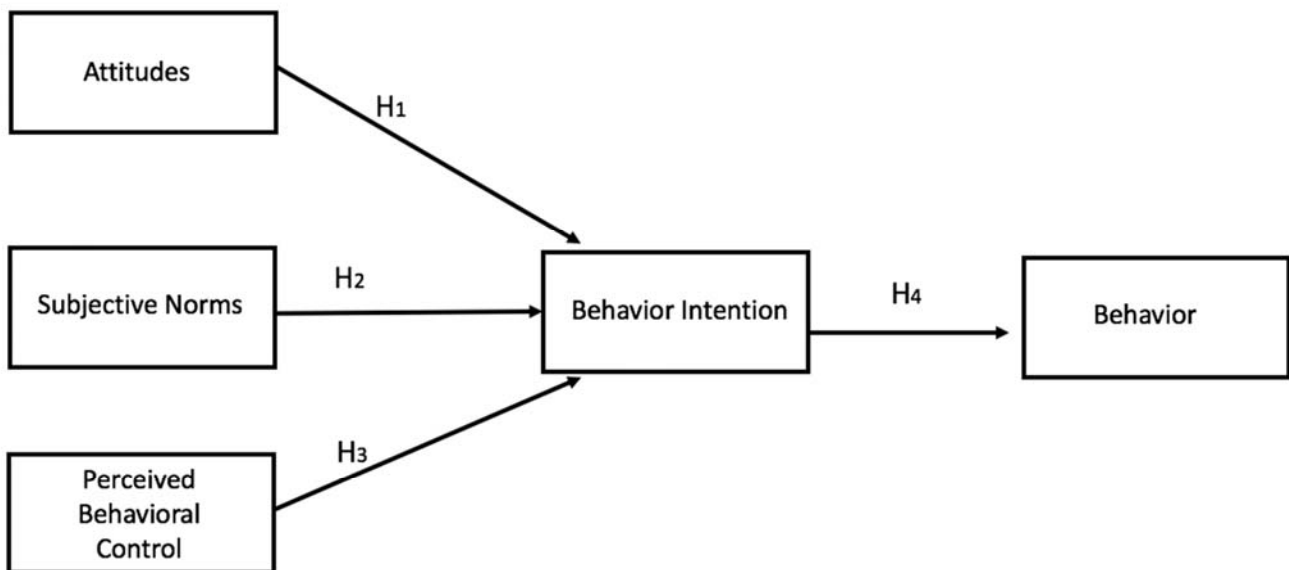 Attitudes
H1
Subjective Norms
H2
Behavior Intention
H4
Behavior
H3
Perceived
Behavioral
Control